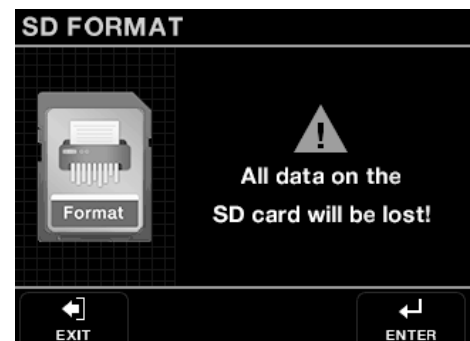 SD FORMAT
Format
All data on the
SD card will be lost!
EXIT
ENTER